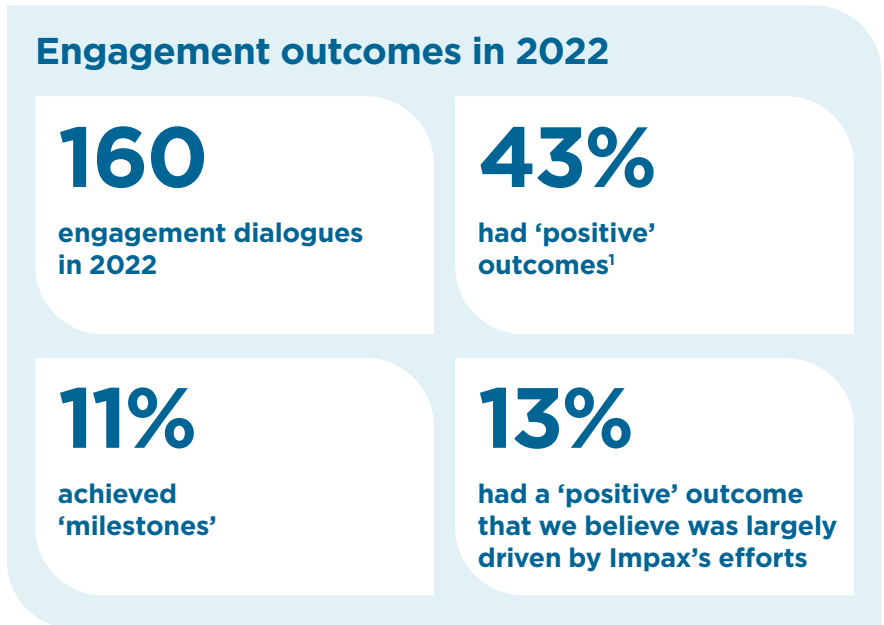 Engagement outcomes in 2022
160
engagement dialogues
in 2022
43%
had ‘positive’
outcomes¹
11%
achieved
‘milestones’
13%
had a ‘positive’ outcome
that we believe was largely
driven by Impax’s efforts